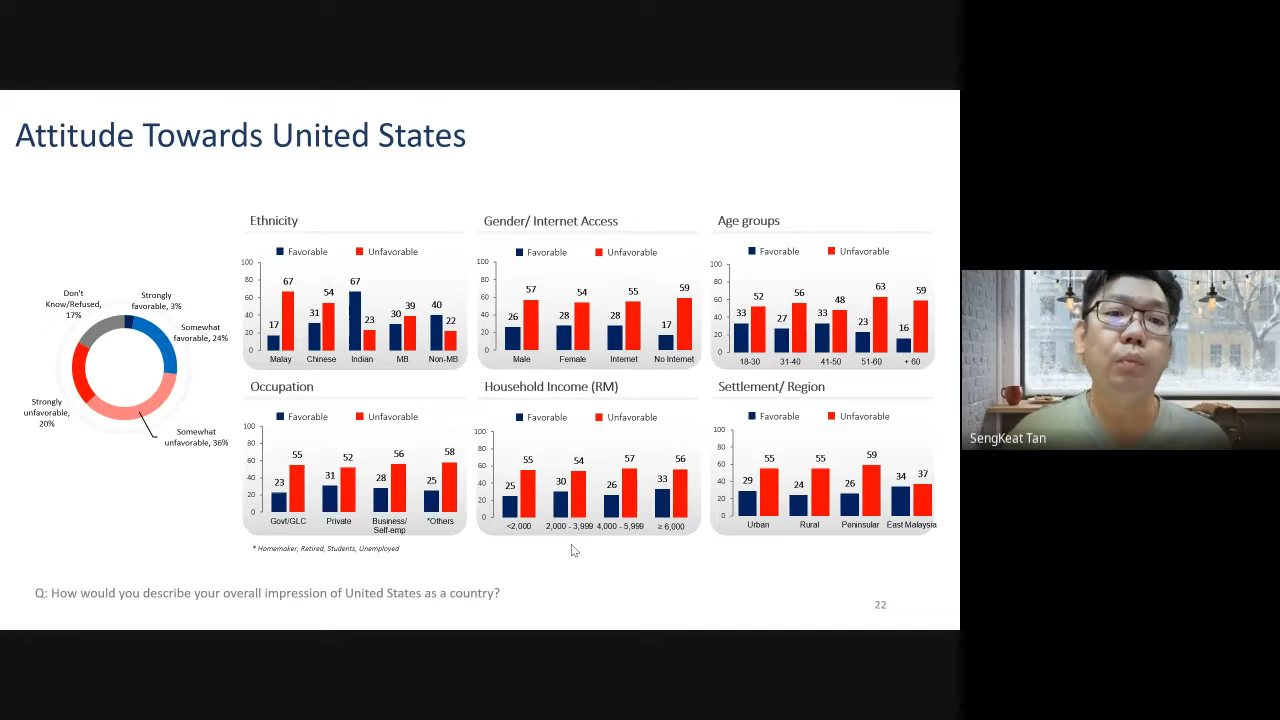 Attitude Towards United States
Don't
Know/Refused,
17%
Strongly
favorable, 3%
Somewhat
favorable, 24%
Strongly
unfavorable,
20%
Somewhat
unfavorable, 36%
Ethnicity
Favorable Unfavorable
100
80
60
40
20
0
17 67 31 54 67 23 30 39 40 22
Malay Chinese Indian MB Non-MB
Gender/ Internet Access
Favorable Unfavorable
100
80
60
40
20
0
26 57 28 54 28 55 17 59
Male Female Internet No Internet
Age groups
Favorable Unfavorable
100
80
60
40
20
0
33 52 27 56 33 48 23 63 16 59
18-30 31-40 41-50 51-60 + 60
Occupation
Favorable Unfavorable
100
80
60
40
20
0
23 55 31 52 28 56 25 58
Govt/GLC Private Business/ *Others
Self-emp
* Homemaker, Retired, Students, Unemployed
Household Income (RM)
Favorable Unfavorable
100
80
60
40
20
0
25 55 30 54 26 57 33 56
<2,000 2,000 - 3,999 4,000 - 5,999 ≥ 6,000
Settlement/ Region
Favorable Unfavorable
100
80
60
40
20
0
29 55 24 55 26 59 34 37
Urban Rural Peninsular East Malaysia
Q: How would you describe your overall impression of United States as a country?
22
SengKeat Tan